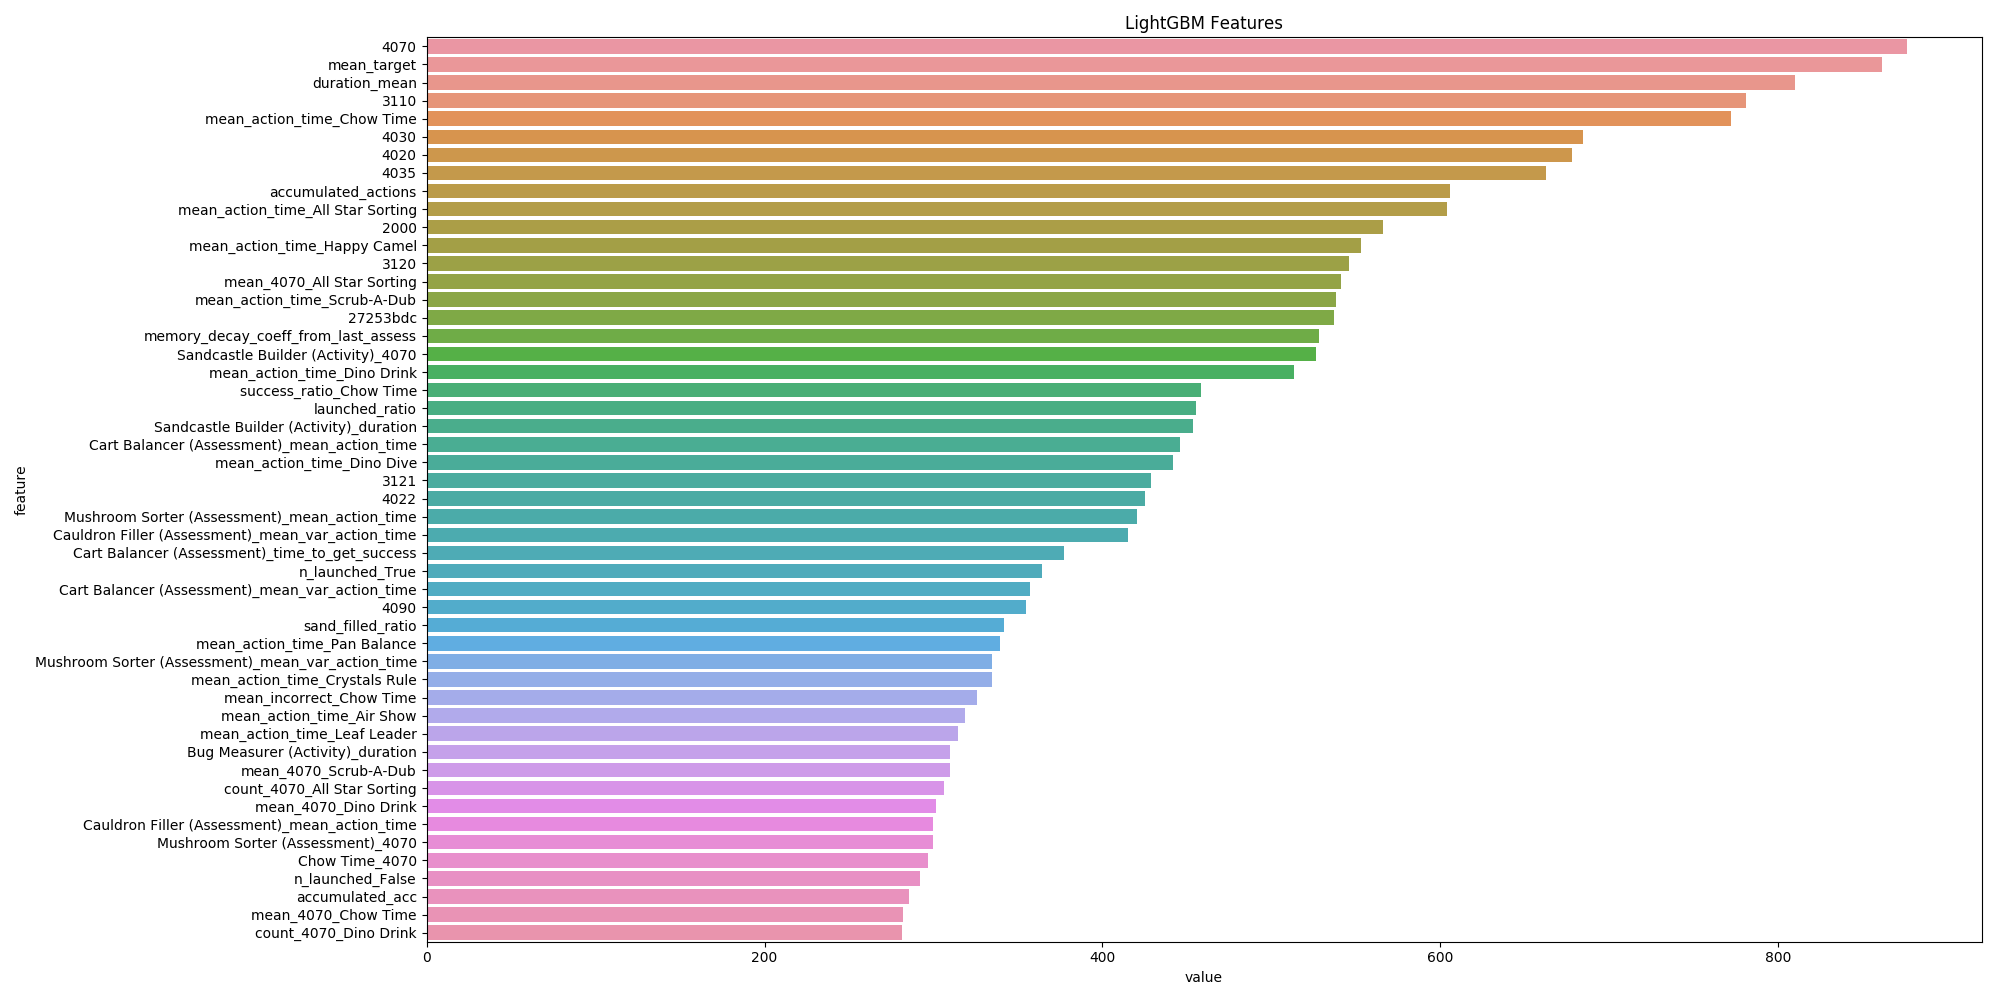 LightGBM Features
4070
mean_target
duration_mean
3110
mean_action_time_Chow Time
4030
4020
4035
accumulated_actions
mean_action_time_All Star Sorting
2000
mean_action_time_Happy Camel
3120
mean_4070_All Star Sorting
mean_action_time_Scrub-A-Dub
27253bdc
memory_decay_coeff_from_last_assess
Sandcastle Builder (Activity)_4070
mean_action_time_Dino Drink
success_ratio_Chow Time
launched_ratio
Sandcastle Builder (Activity)_duration
Cart Balancer (Assessment)_mean_action_time
mean_action_time_Dino Dive
3121
4022
Mushroom Sorter (Assessment)_mean_action_time
Cauldron Filler (Assessment)_mean_var_action_time
Cart Balancer (Assessment)_time_to_get_success
n_launched_True
Cart Balancer (Assessment)_mean_var_action_time
4090
sand_filled_ratio
mean_action_time_Pan Balance
Mushroom Sorter (Assessment)_mean_var_action_time
mean_action_time_Crystals Rule
mean_incorrect_Chow Time
mean_action_time_Air Show
mean_action_time_Leaf Leader
Bug Measurer (Activity)_duration
mean_4070_Scrub-A-Dub
count_4070_All Star Sorting
mean_4070_Dino Drink
Cauldron Filler (Assessment)_mean_action_time
Mushroom Sorter (Assessment)_4070
Chow Time_4070
n_launched_False
accumulated_acc
mean_4070_Chow Time
count_4070_Dino Drink
feature
0 200 400 600 800
value